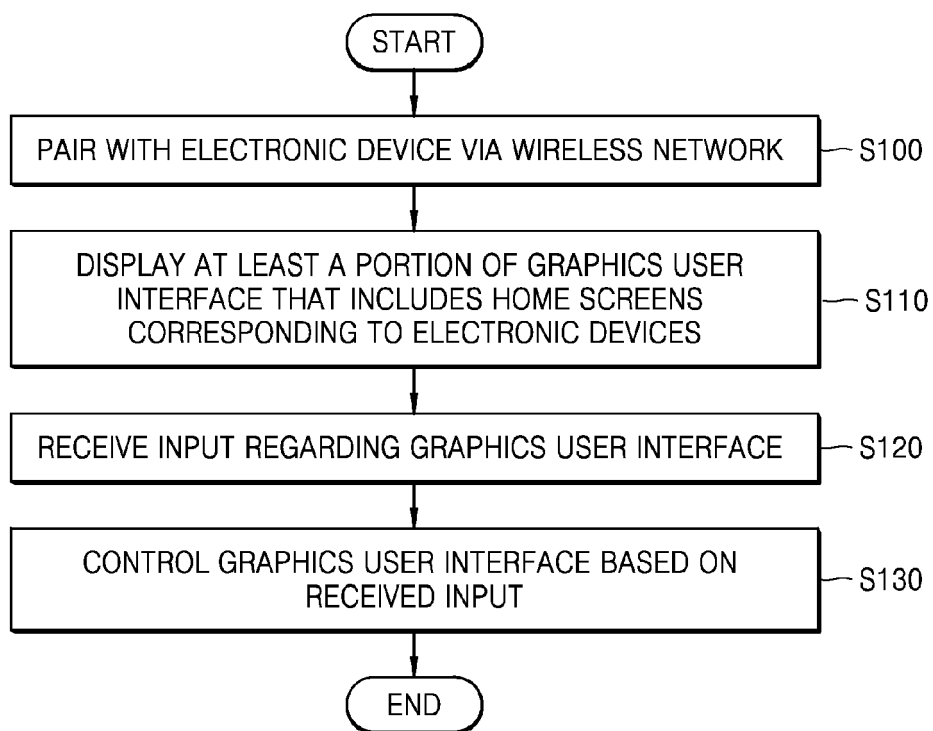 START
PAIR WITH ELECTRONIC DEVICE VIA WIRELESS NETWORK
S100
DISPLAY AT LEAST A PORTION OF GRAPHICS USER
INTERFACE THAT INCLUDES HOME SCREENS
CORRESPONDING TO ELECTRONIC DEVICES
S110
RECEIVE INPUT REGARDING GRAPHICS USER INTERFACE
S120
CONTROL GRAPHICS USER INTERFACE BASED ON
RECEIVED INPUT
S130
END